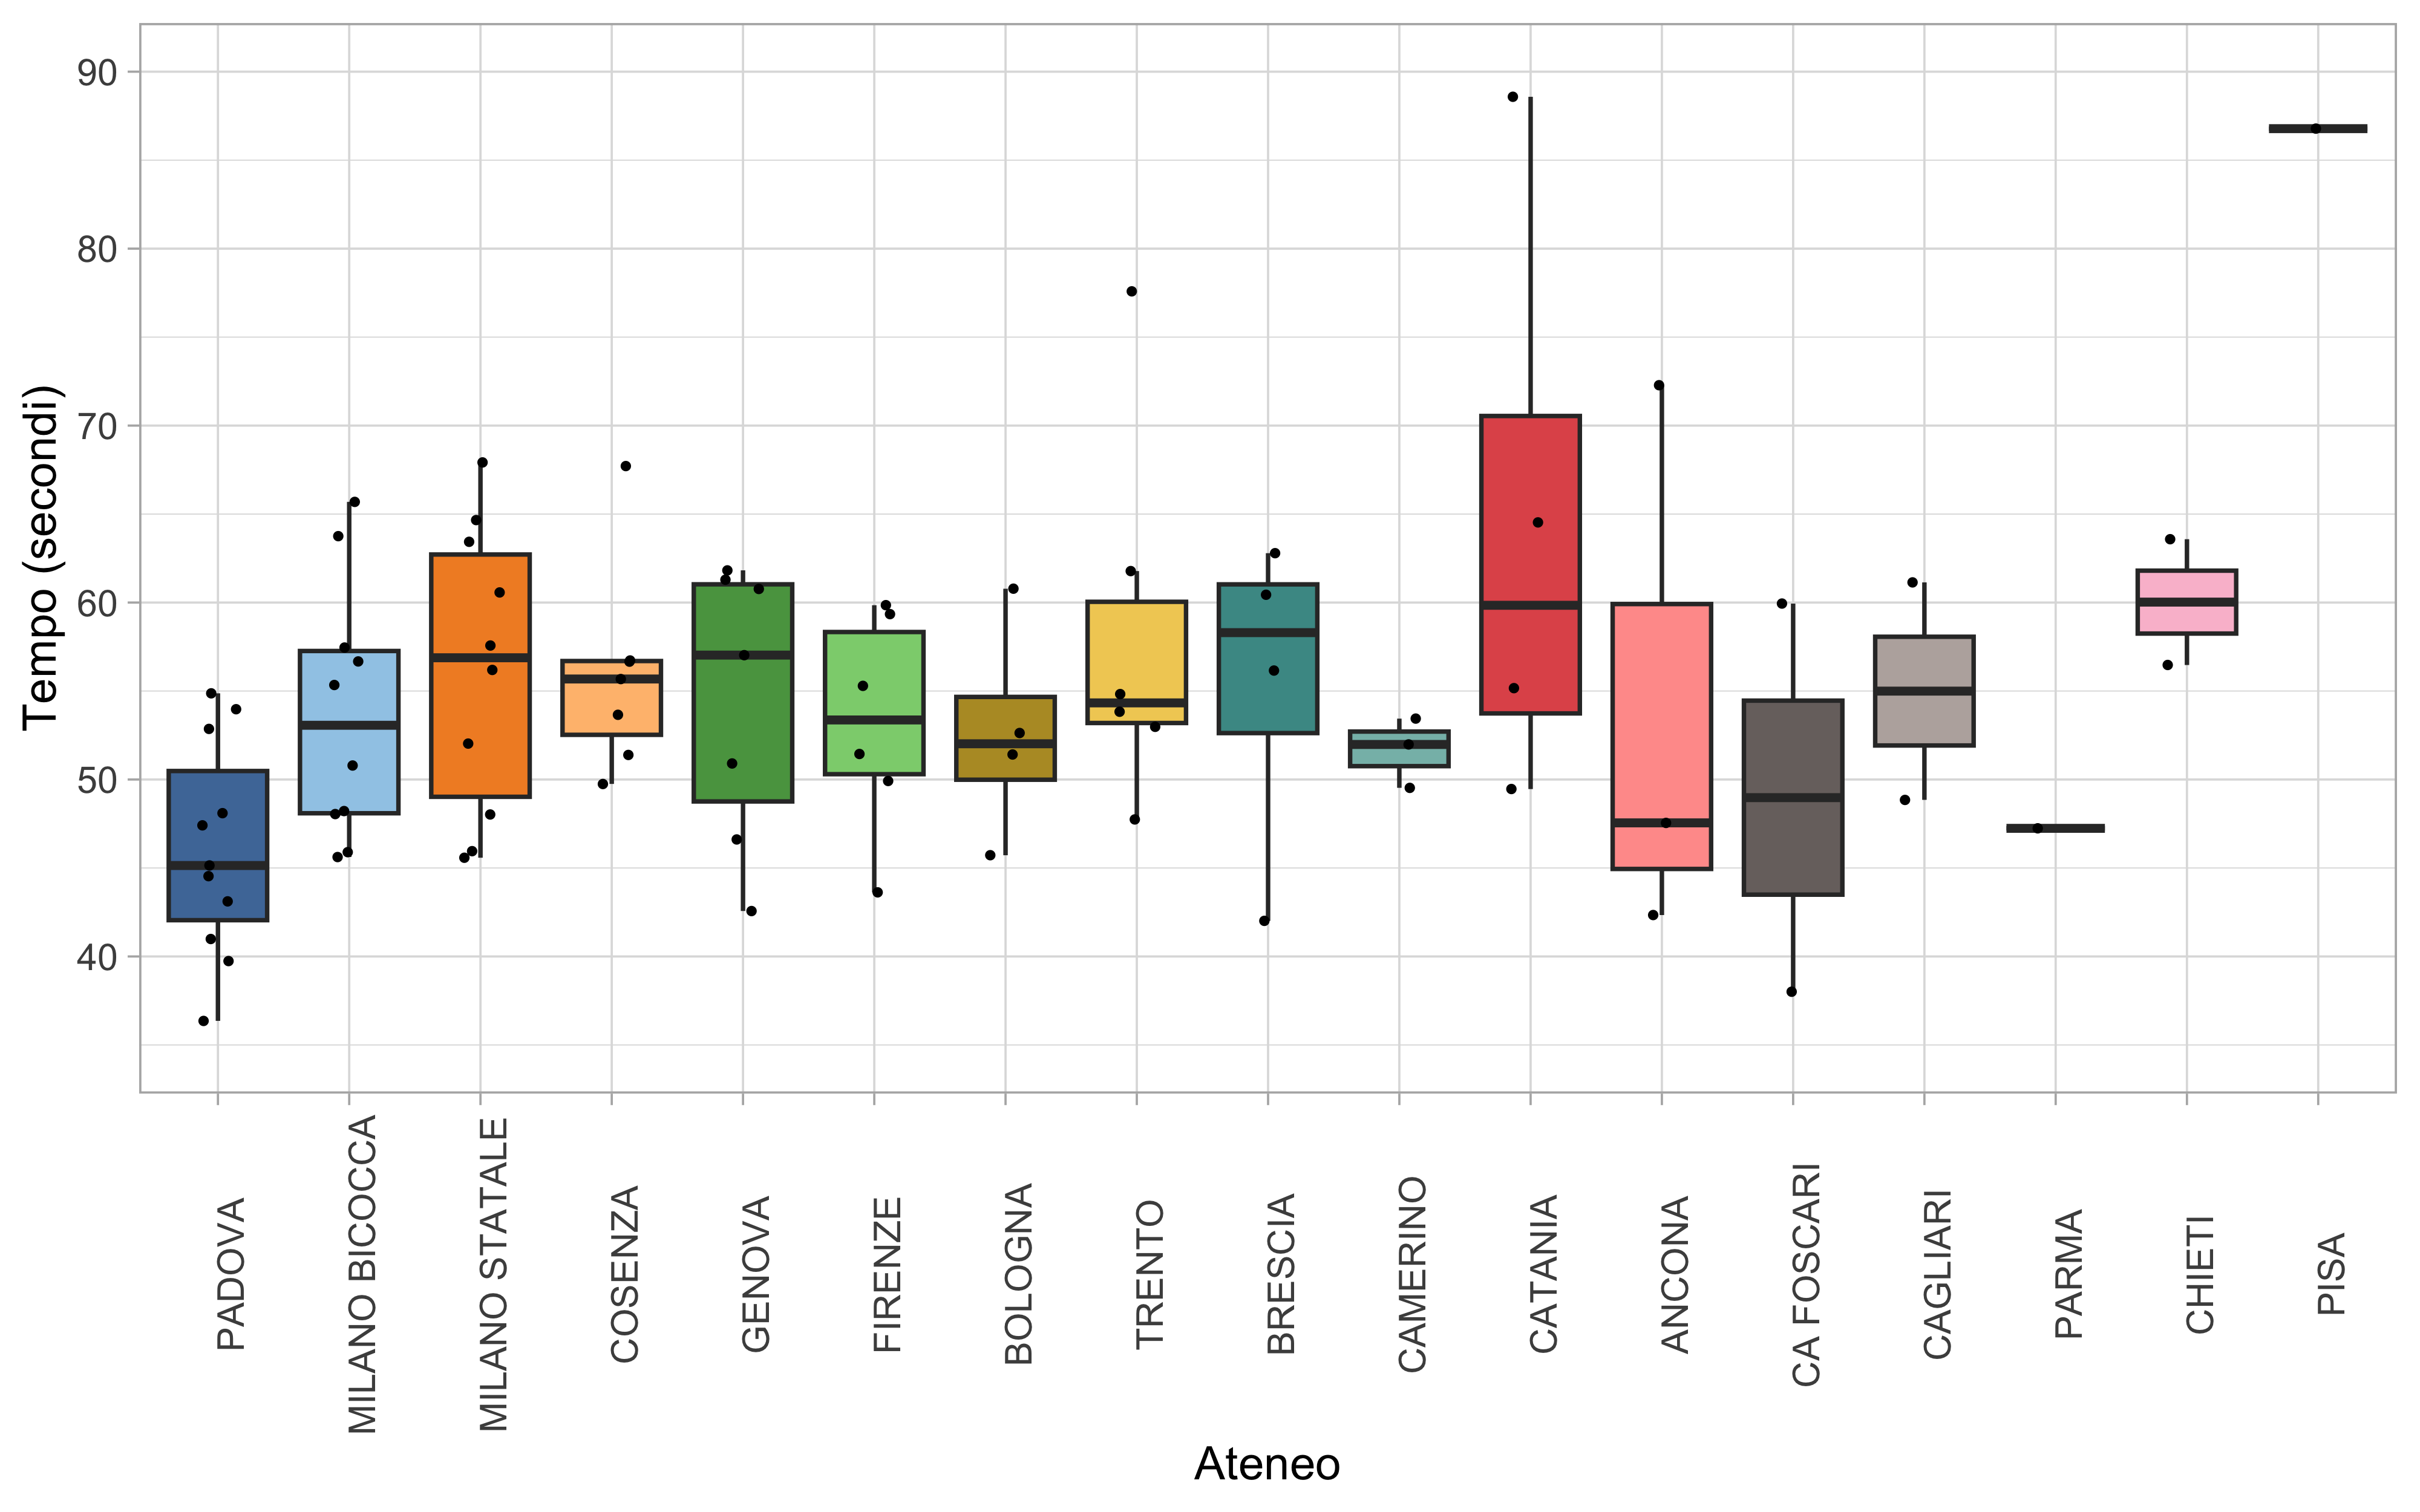 Tempo (secondi)
90
80
70
60
50
40
PADOVA
MILANO BICOCCA
MILANO STATALE
COSENZA
GENOVA
FIRENZE
BOLOGNA
TRENTO
BRESCIA
CAMERINO
CATANIA
ANCONA
CA FOSCARI
CAGLIARI
PARMA
CHIETI
PISA
Ateneo